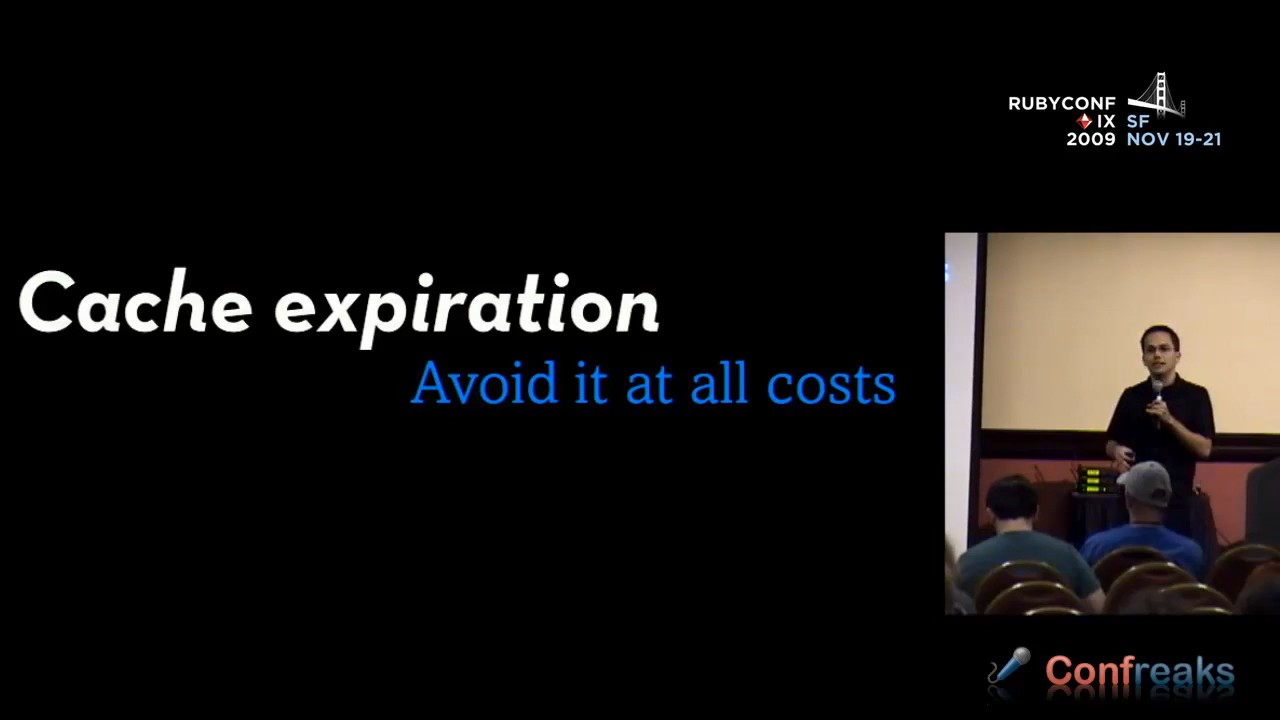 RUBYCONF
IX SF
2009 NOV 19-21
Cache expiration
Avoid it at all costs
Confreaks